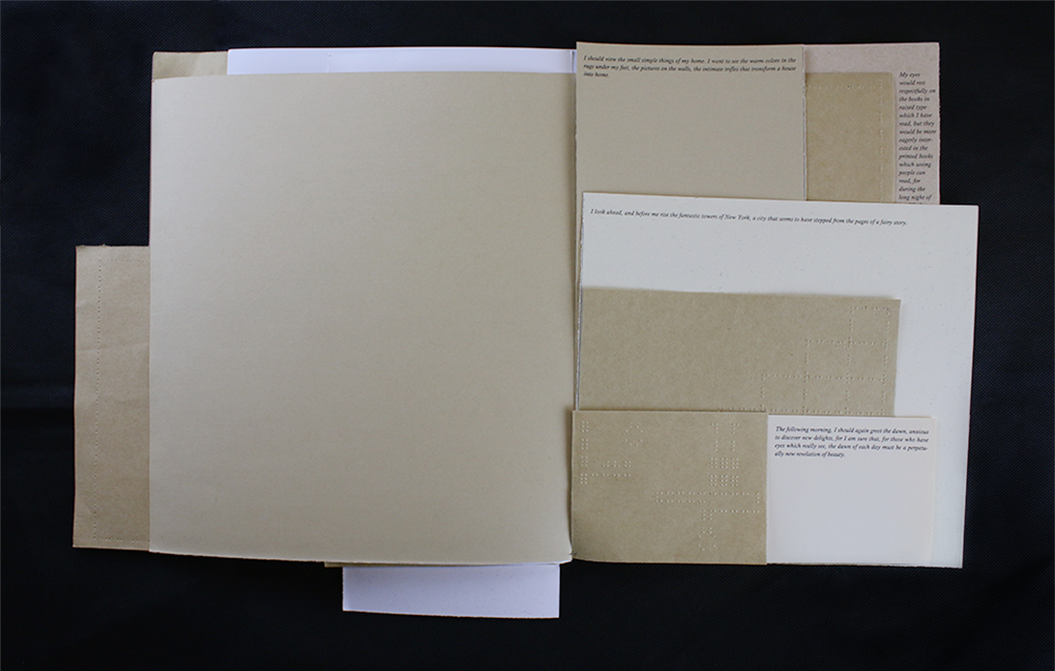 I should view the small simple things of my home. I want to see the warm colors in the
rugs under my feet, the pictures on the walls, the intimate trifles that transform a house
into home.
My eyes
would rest
respectfully on
the books in
raised type
which I have
read, but they
would be more
eagerly inter-
ested in the
printed books
which seeing
people can
read, for
during the
long night of
I look ahead, and before me rise the fantastic towers of New York, a city that seems to have stepped from the pages of a fairy story.
The following morning, I should again greet the dawn, anxious
to discover new delights, for I am sure that, for those who have
eyes which really see, the dawn of each day must be a perpetu-
ally new revelation of beauty.